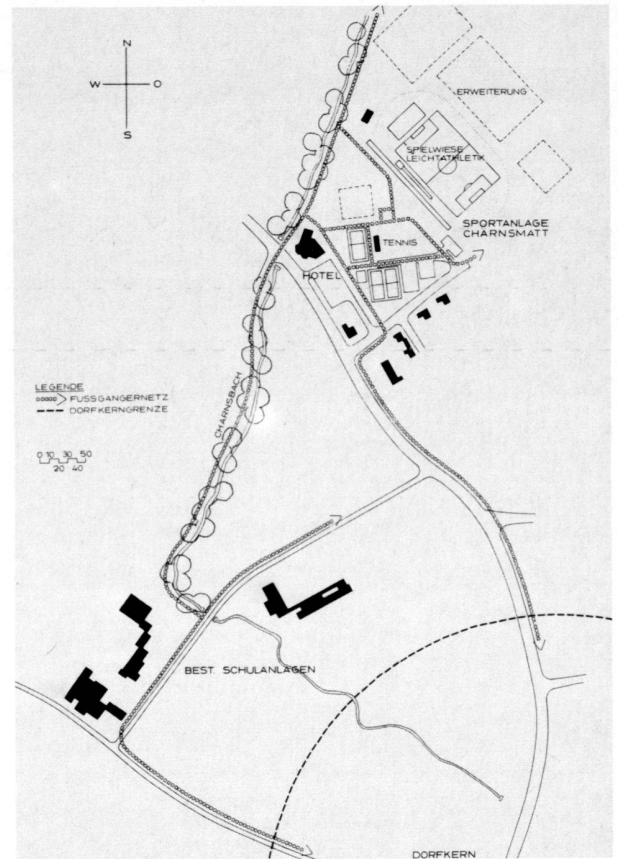 N
W O
S
ERWEITERUNG
SPIELWIESE
LEICHTATHLETIK
SPORTANLAGE
CHARNSMATT
TENNIS
HOTEL
CHARNSBACH
LEGENDE
FUSSGANGERNETZ
DORFKERNGRENZE
0 10 30 50
20 40
BEST. SCHULANLAGEN
DORFKERN